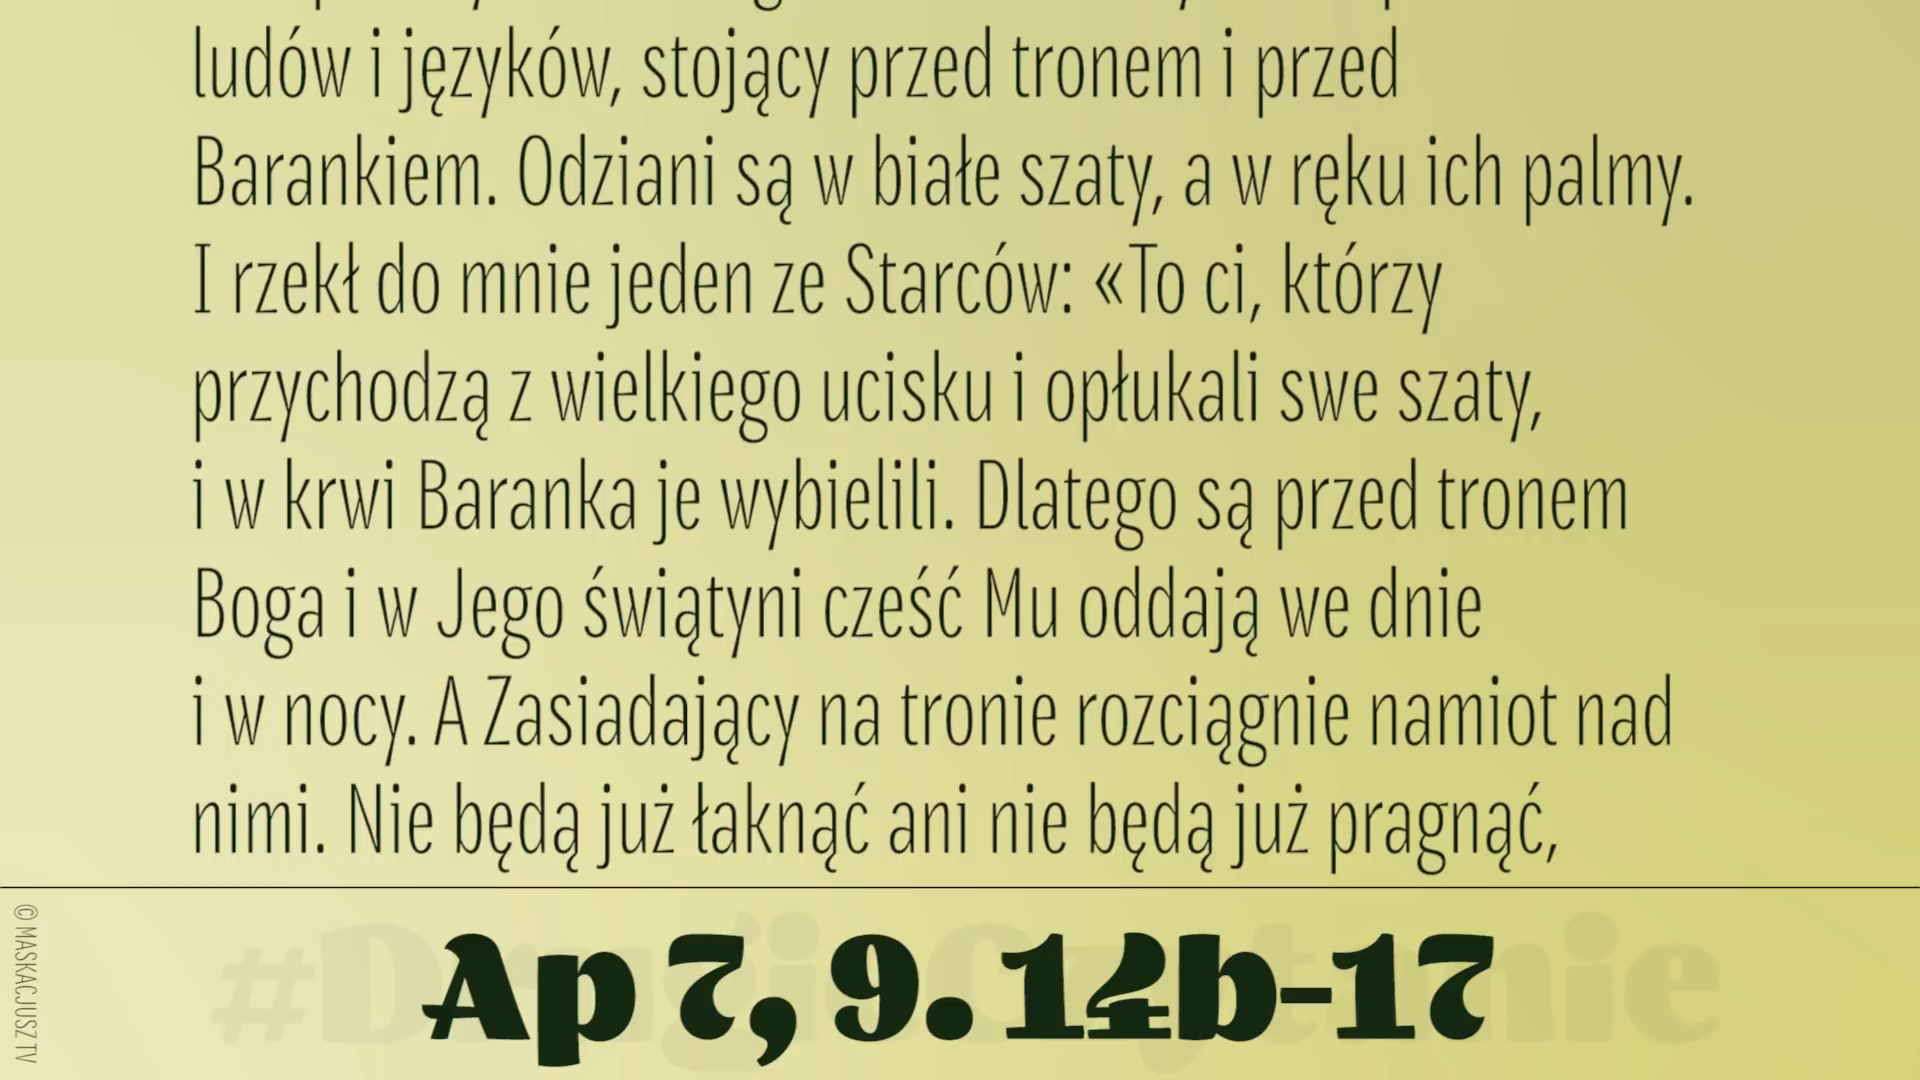 ludów i języków, stojący przed tronem i przed
Barankiem. Odziani są w białe szaty, a w ręku ich palmy.
I rzekł do mnie jeden ze Starców: «To ci, którzy
przychodzą z wielkiego ucisku i opłukali swe szaty,
i w krwi Baranka je wybielili. Dlatego są przed tronem
Boga i w Jego świątyni cześć Mu oddają we dnie
i w nocy. A Zasiadający na tronie rozciągnie namiot nad
nimi. Nie będą już łaknąć ani nie będą już pragnąć,
#DrugieCzytanie
Ap 7, 9. 14b-17
© MASKACJUSZ TV